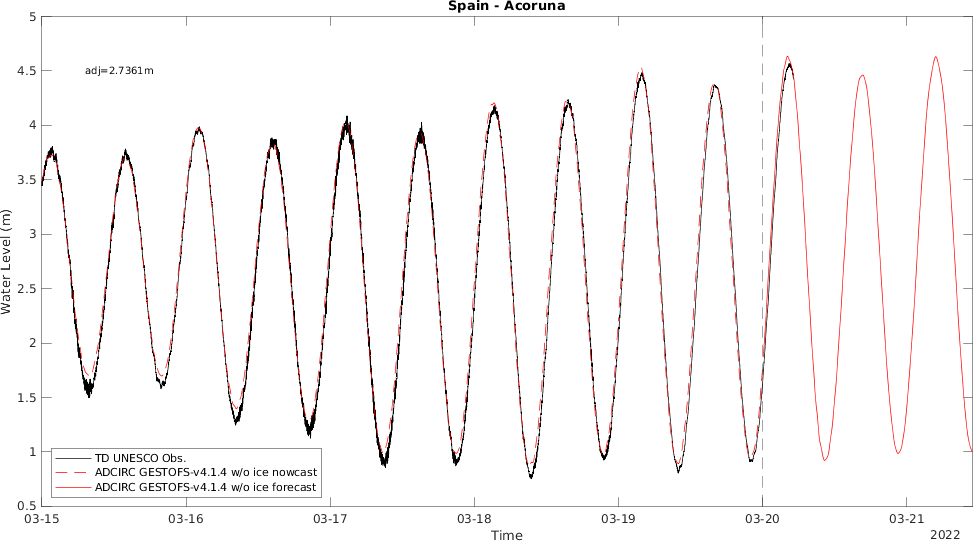 Spain - Acoruna
5
4.5
4
3.5
3
2.5
2
1.5
1
0.5
Water Level (m)
adj=2.7361m
TD UNESCO Obs.
ADCIRC GESTOFS-v4.1.4 w/o ice nowcast
ADCIRC GESTOFS-v4.1.4 w/o ice forecast
03-15 03-16 03-17 03-18 03-19 03-20 03-21
Time
2022